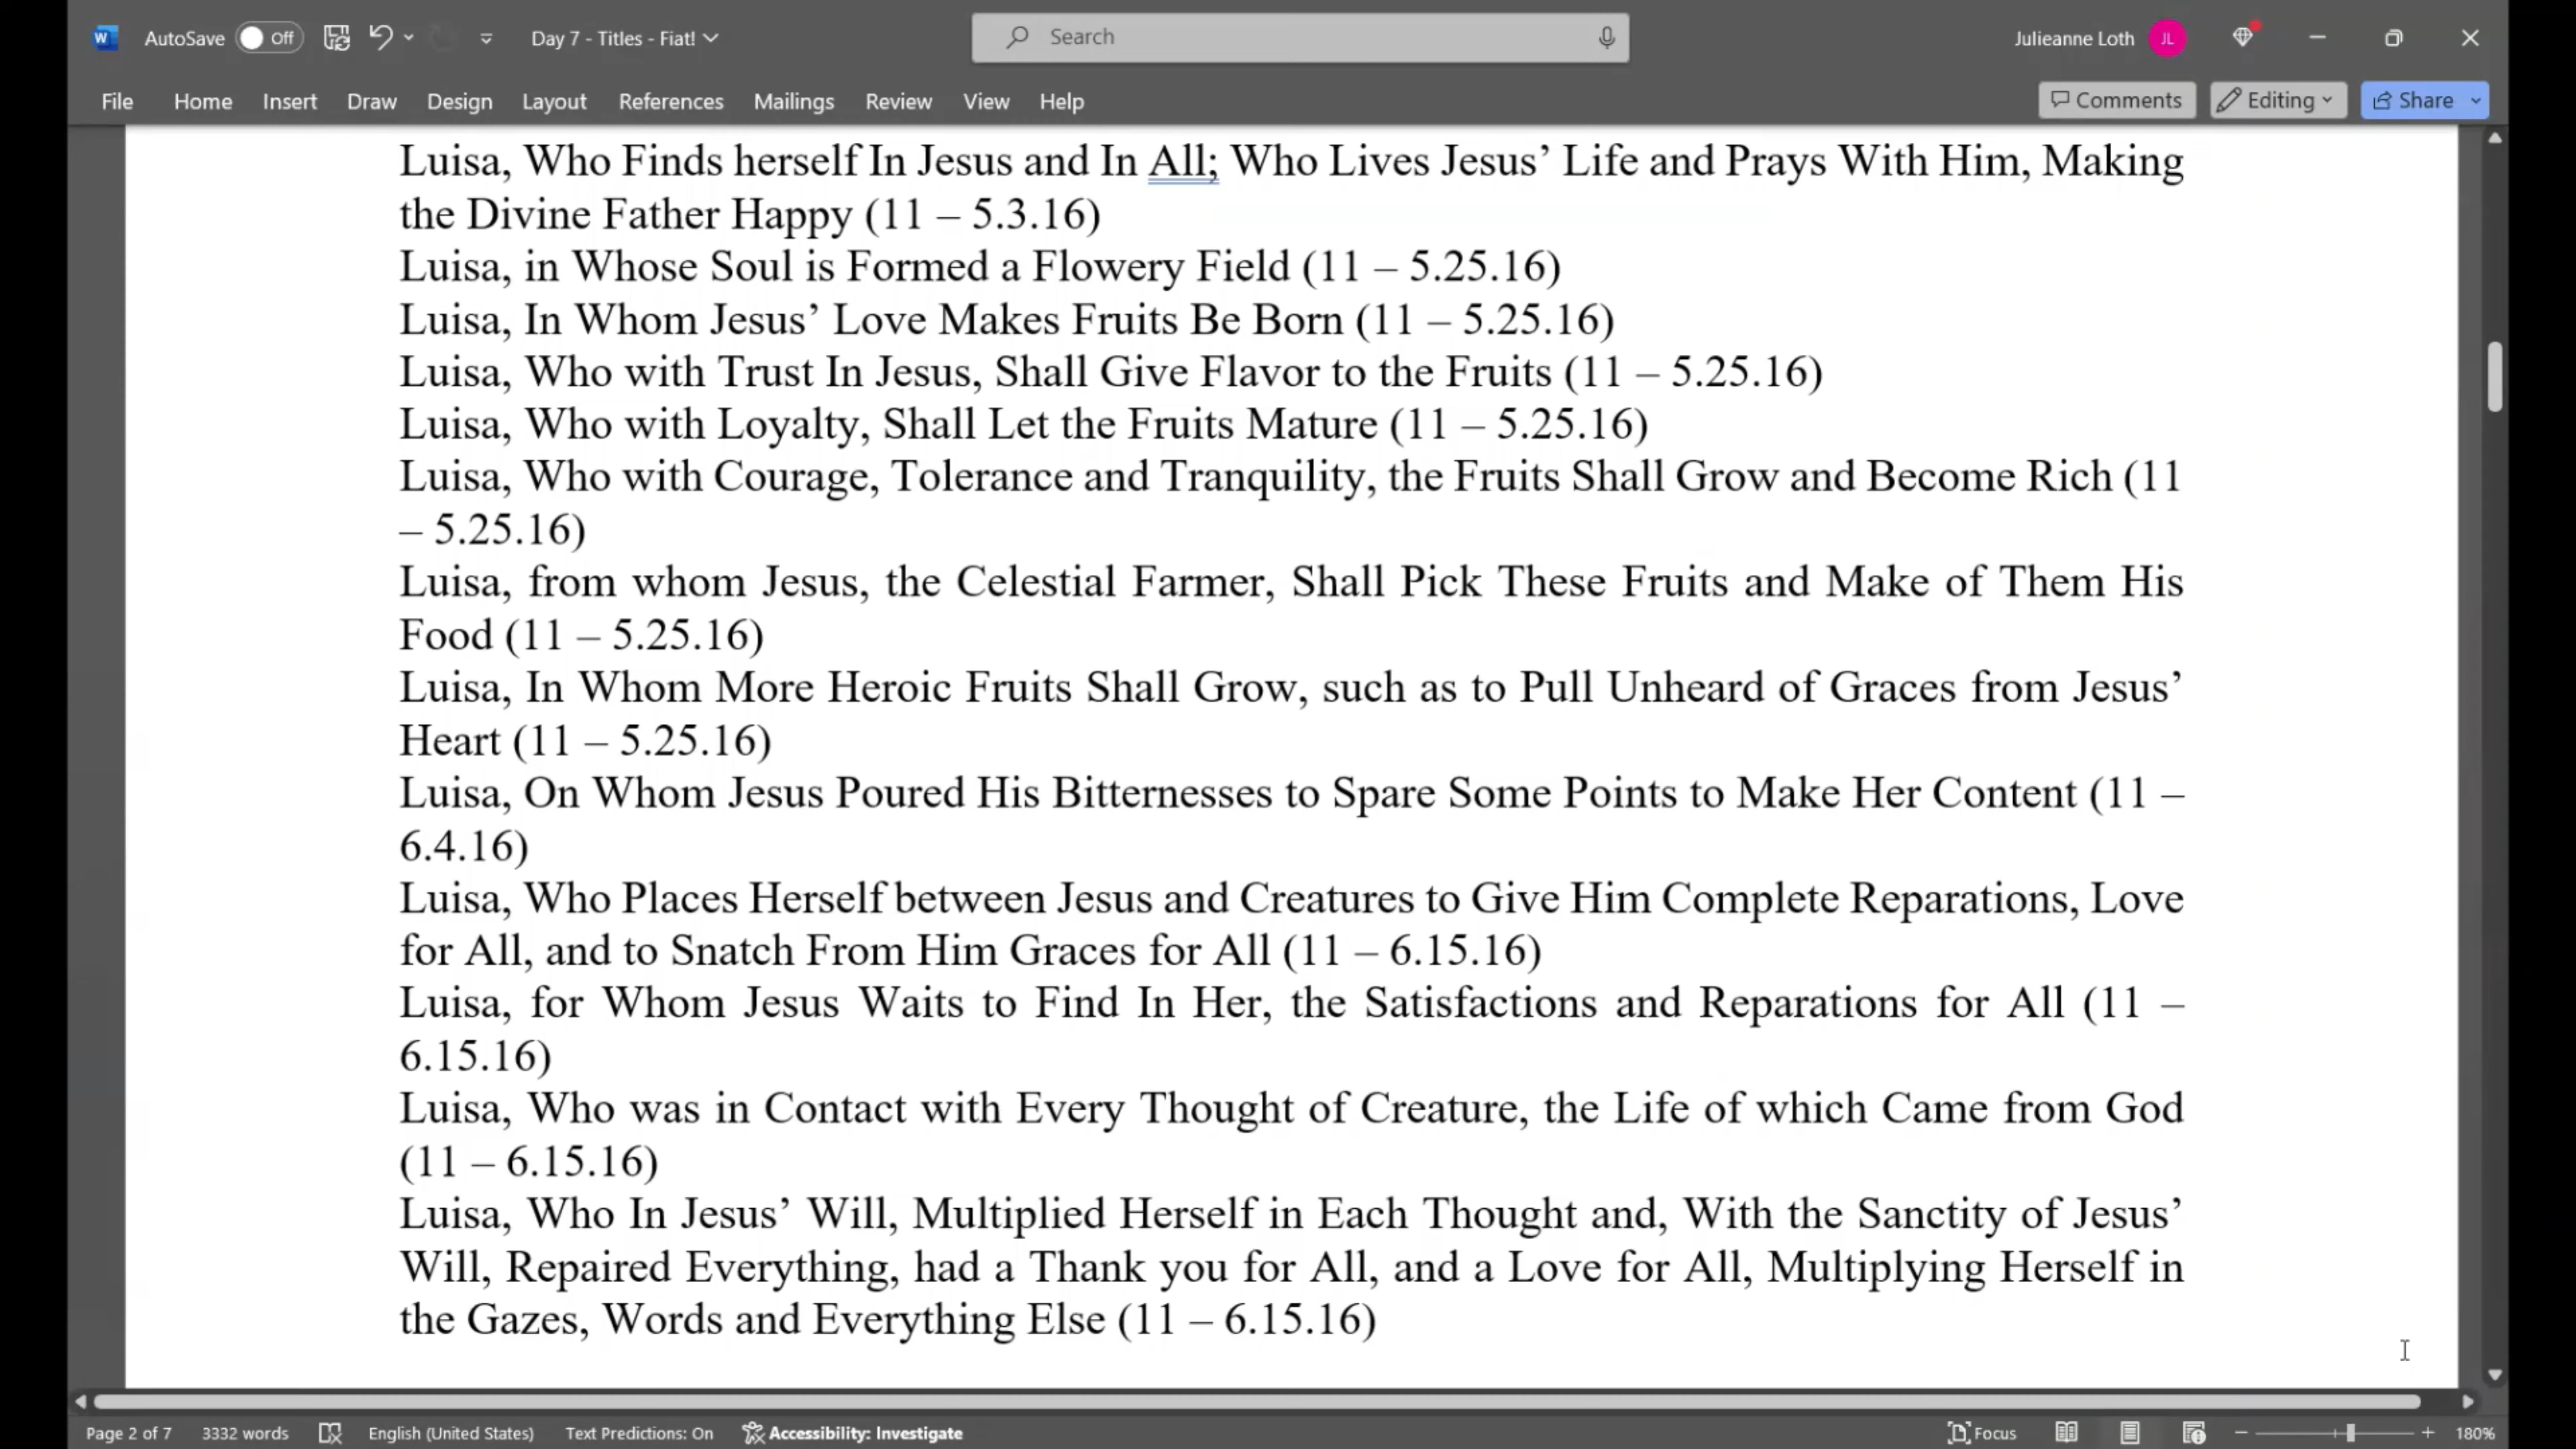 AutoSave Off Day 7 - Titles - Fiat! Search Julieanne Loth JL
File Home Insert Draw Design Layout References Mailings Review View Help Comments Editing Share
Luisa, Who Finds herself In Jesus and In All; Who Lives Jesus’ Life and Prays With Him, Making
the Divine Father Happy (11 – 5.3.16)
Luisa, in Whose Soul is Formed a Flowery Field (11 – 5.25.16)
Luisa, In Whom Jesus’ Love Makes Fruits Be Born (11 – 5.25.16)
Luisa, Who with Trust In Jesus, Shall Give Flavor to the Fruits (11 – 5.25.16)
Luisa, Who with Loyalty, Shall Let the Fruits Mature (11 – 5.25.16)
Luisa, Who with Courage, Tolerance and Tranquility, the Fruits Shall Grow and Become Rich (11
– 5.25.16)
Luisa, from whom Jesus, the Celestial Farmer, Shall Pick These Fruits and Make of Them His
Food (11 – 5.25.16)
Luisa, In Whom More Heroic Fruits Shall Grow, such as to Pull Unheard of Graces from Jesus’
Heart (11 – 5.25.16)
Luisa, On Whom Jesus Poured His Bitternesses to Spare Some Points to Make Her Content (11 –
6.4.16)
Luisa, Who Places Herself between Jesus and Creatures to Give Him Complete Reparations, Love
for All, and to Snatch From Him Graces for All (11 – 6.15.16)
Luisa, for Whom Jesus Waits to Find In Her, the Satisfactions and Reparations for All (11 –
6.15.16)
Luisa, Who was in Contact with Every Thought of Creature, the Life of which Came from God
(11 – 6.15.16)
Luisa, Who In Jesus’ Will, Multiplied Herself in Each Thought and, With the Sanctity of Jesus’
Will, Repaired Everything, had a Thank you for All, and a Love for All, Multiplying Herself in
the Gazes, Words and Everything Else (11 – 6.15.16)
Page 2 of 7 3332 words English (United States) Text Predictions: On Accessibility: Investigate Focus 180%